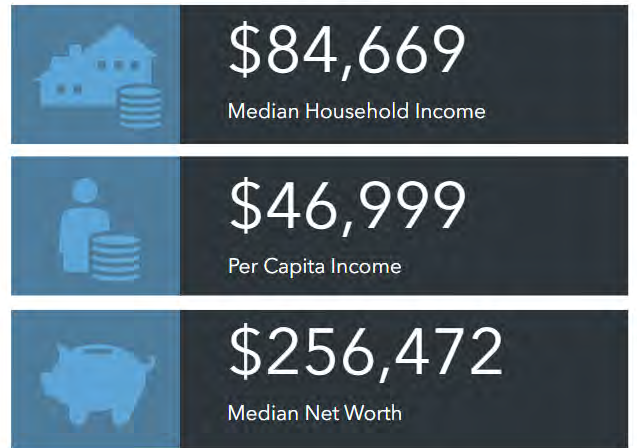 $84,669
Median Household Income
$46,999
Per Capita Income
$256,472
Median Net Worth